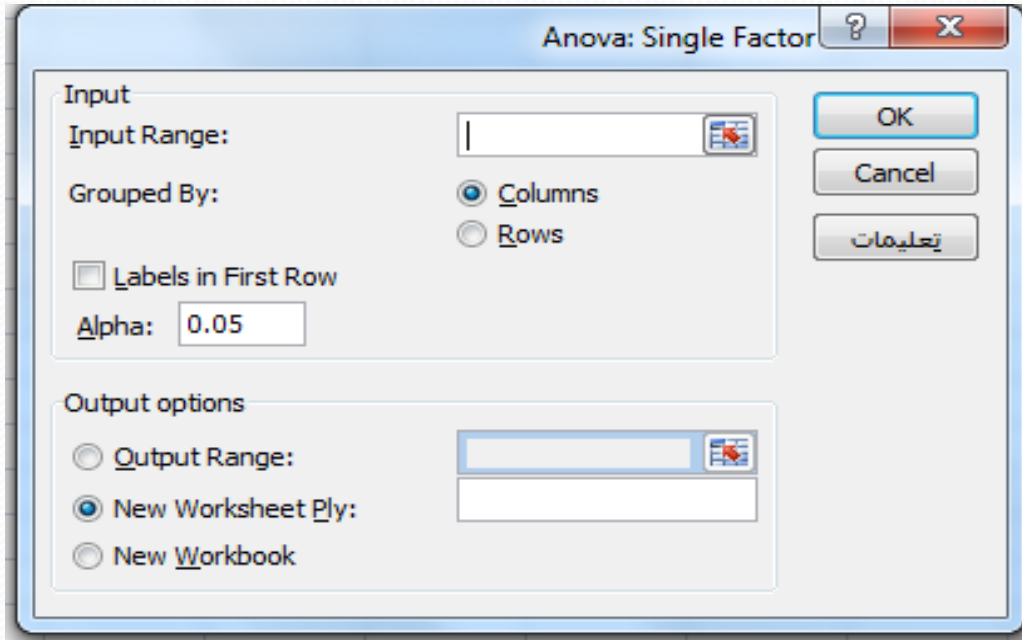 Anova: Single Factor
Input
Input Range:
OK
Grouped By:
Columns
Cancel
Rows
تعليمات
Labels in First Row
Alpha: 0.05
Output options
Output Range:
New Worksheet Ply:
New Workbook